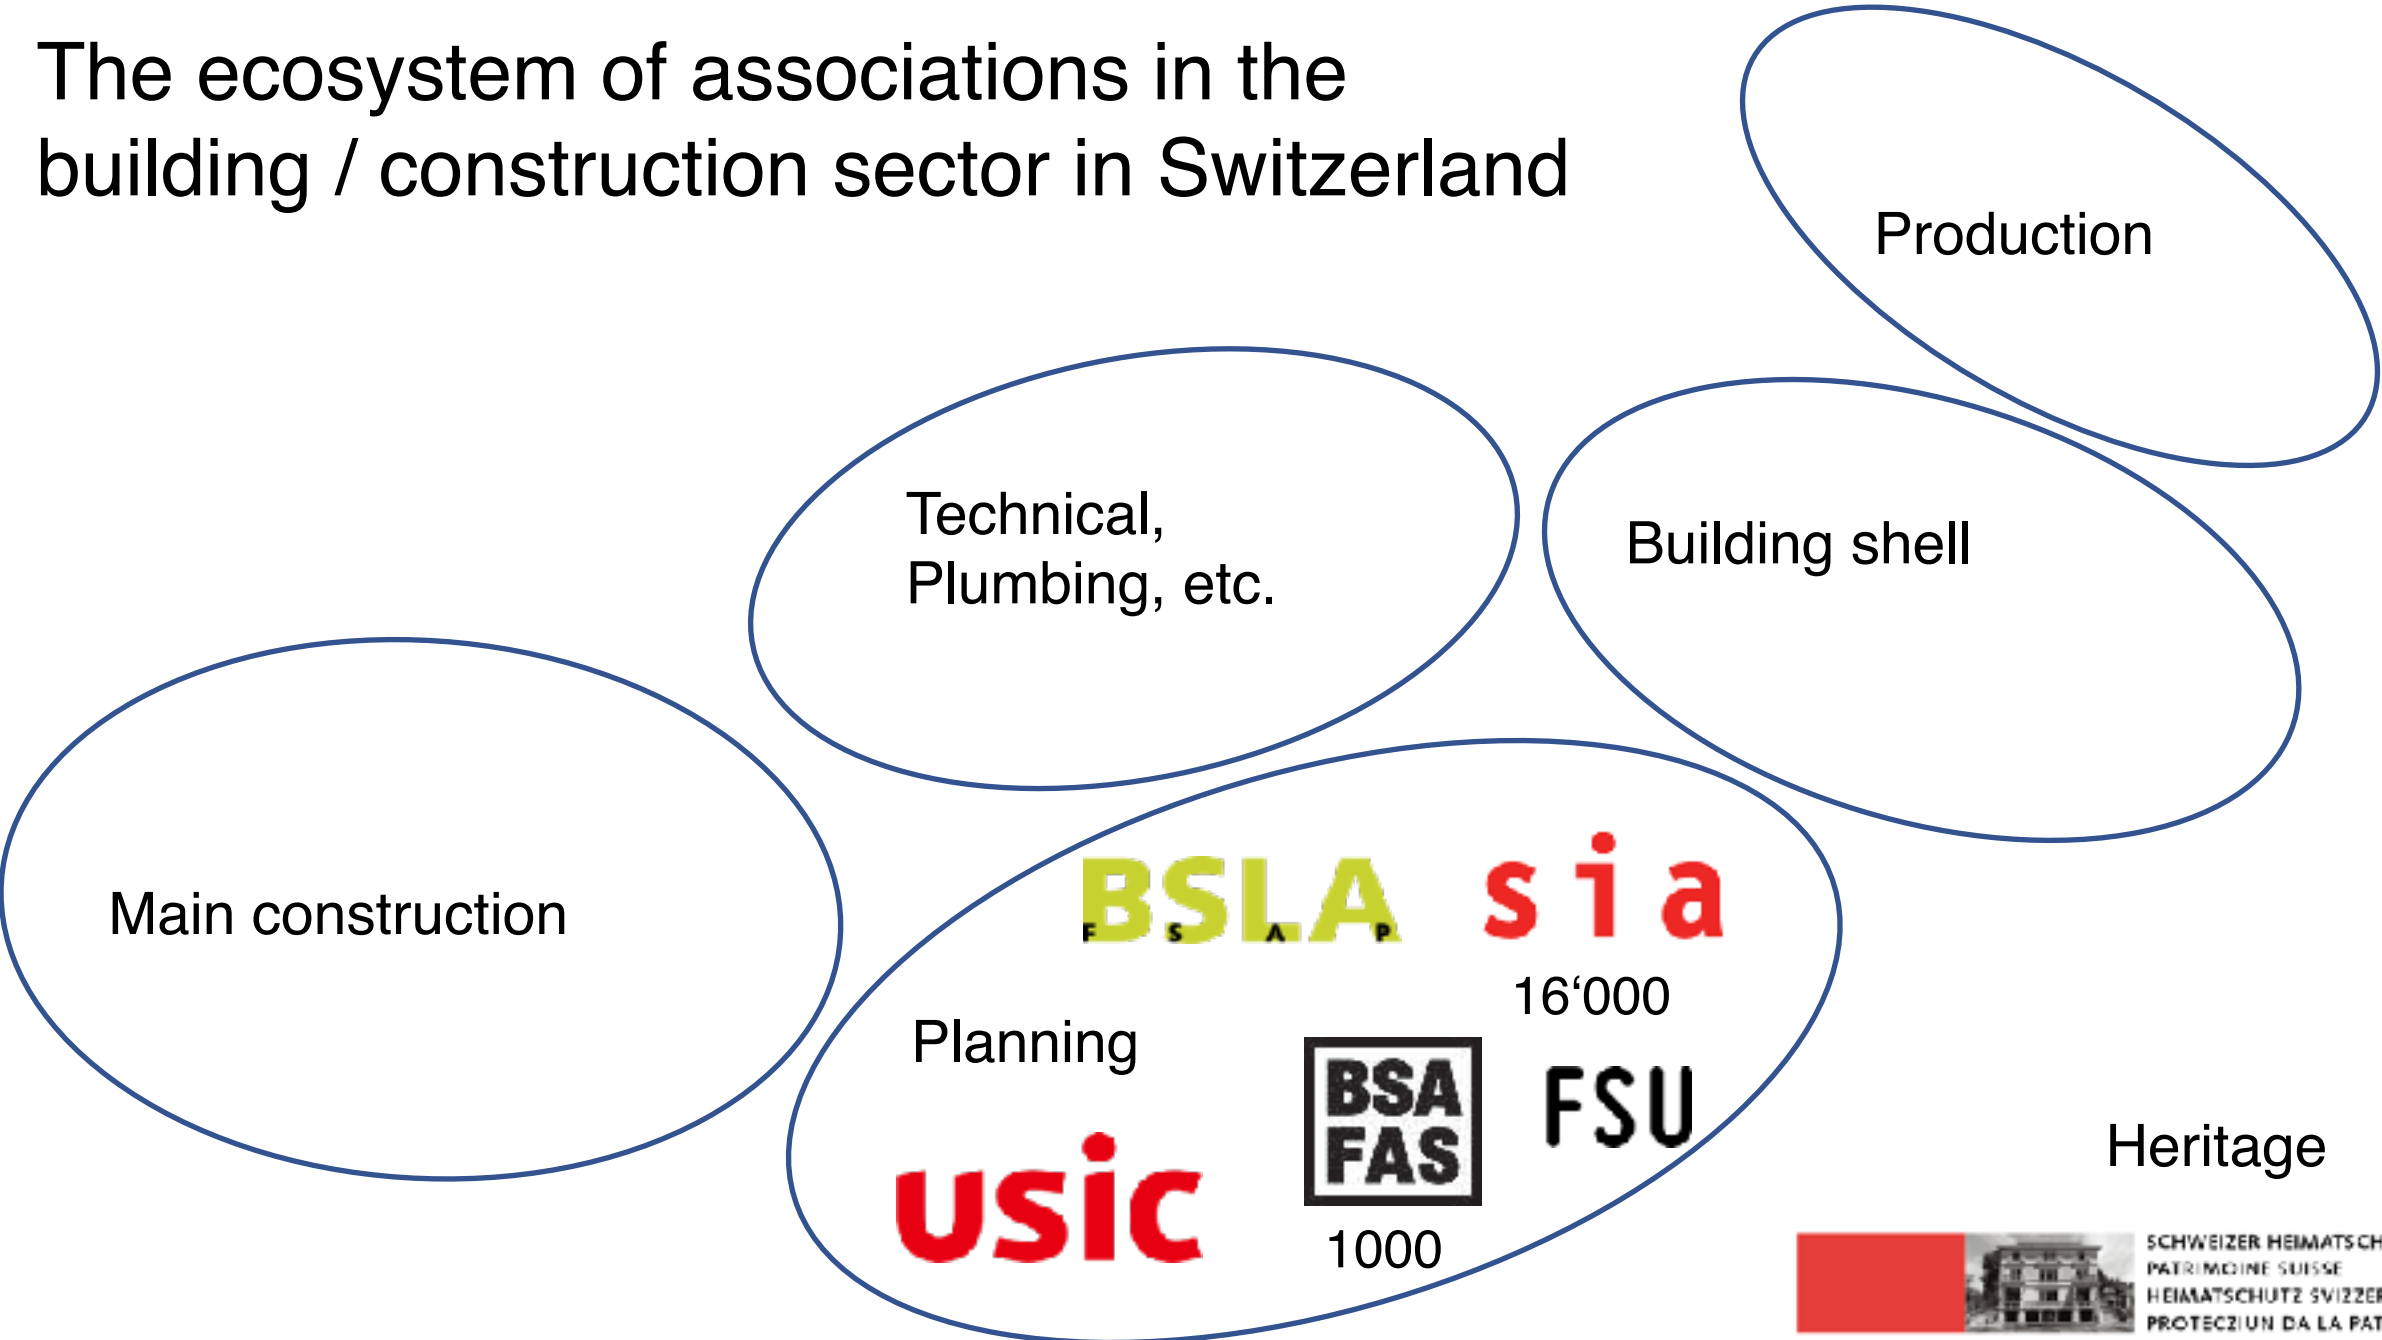 The ecosystem of associations in the
building / construction sector in Switzerland
Production
Technical,
Plumbing, etc.
Building shell
Main construction
BSLA
F S A P
sia
16‘000
Planning
BSA
FAS
FSU
usic
1000
Heritage
SCHWEIZER HEIMATSCH
PATRIMOINE SUISSE
HEIMATSCHUTZ SVIZZER
PROTECZIUN DA LA PAT